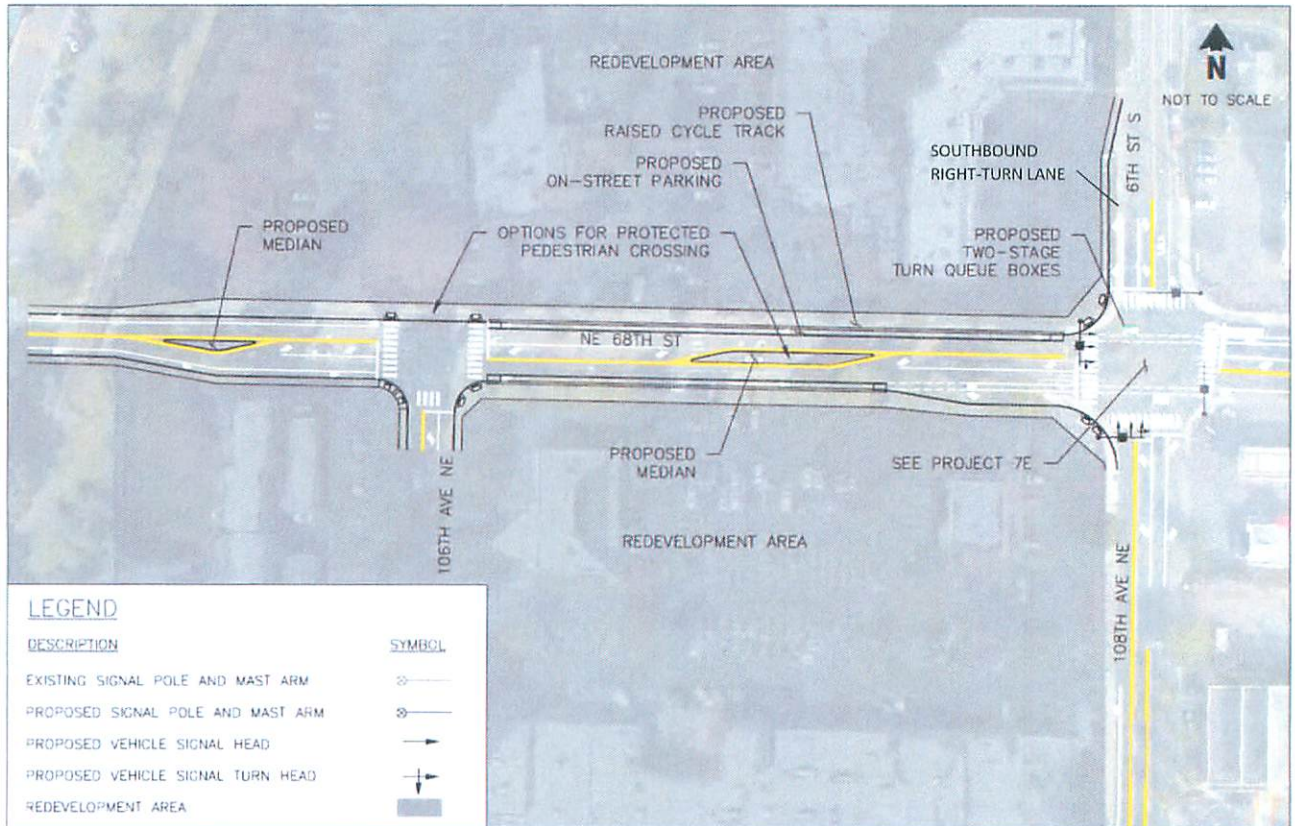 REDEVELOPMENT AREA
N
NOT TO SCALE
PROPOSED
RAISED CYCLE TRACK
PROPOSED
ON-STREET PARKING
SOUTHBOUND
RIGHT-TURN LANE
6TH ST S
PROPOSED
MEDIAN
OPTIONS FOR PROTECTED
PEDESTRIAN CROSSING
PROPOSED
TWO-STAGE
TURN QUEUE BOXES
NE 68TH ST
106TH AVE NE
PROPOSED
MEDIAN
SEE PROJECT 7E
REDEVELOPMENT AREA
108TH AVE NE
LEGEND
DESCRIPTION SYMBOL
EXISTING SIGNAL POLE AND MAST ARM
PROPOSED SIGNAL POLE AND MAST ARM
PROPOSED VEHICLE SIGNAL HEAD
PROPOSED VEHICLE SIGNAL TURN HEAD
REDEVELOPMENT AREA